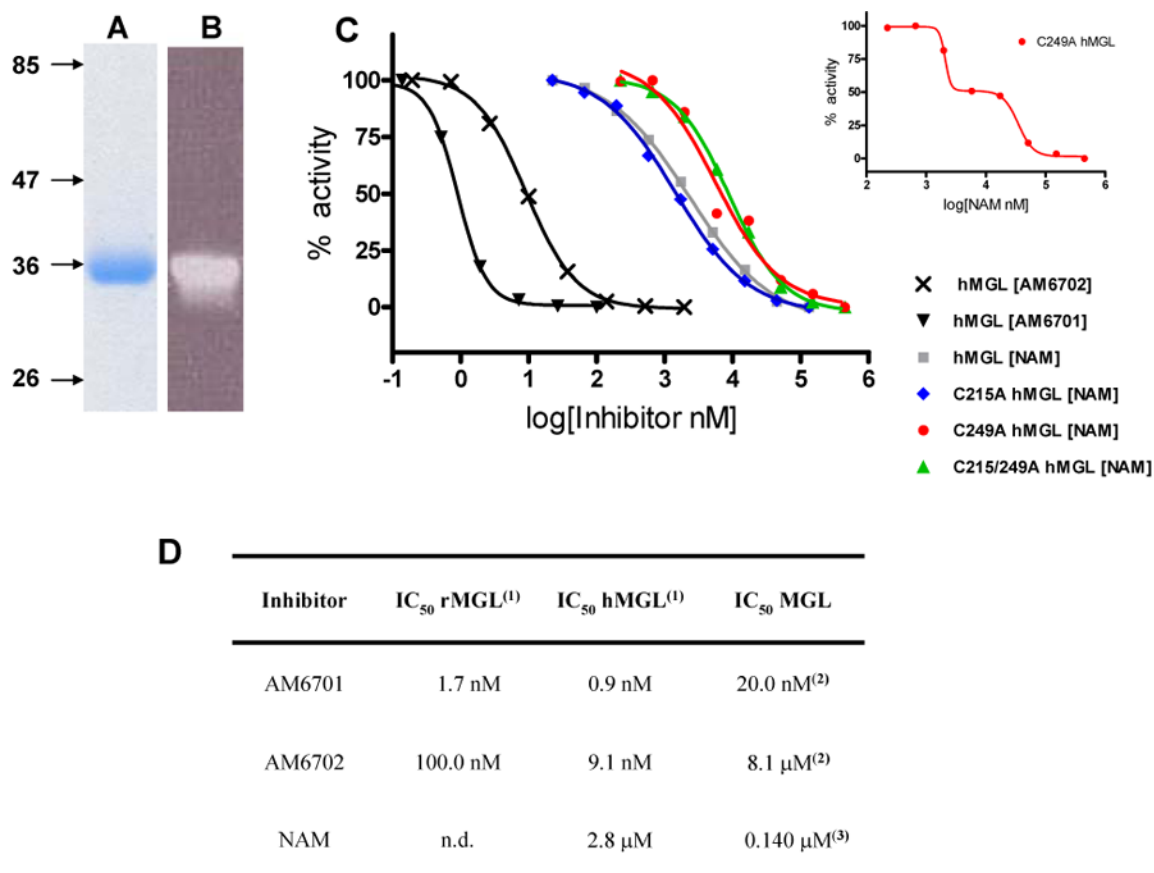 A
B
85
47
36
26
C
% activity
100
75
50
25
0
-1 0 1 2 3 4 5 6
log[Inhibitor nM]
% activity
100
75
50
25
0
2 3 4 5 6
log[NAM nM]
C249A hMGL
hMGL [AM6702]
hMGL [AM6701]
hMGL [NAM]
C215A hMGL [NAM]
C249A hMGL [NAM]
C215/249A hMGL [NAM]
D
Inhibitor IC50 rMGL(1) IC50 hMGL(1) IC50 MGL
AM6701 1.7 nM 0.9 nM 20.0 nM(2)
AM6702 100.0 nM 9.1 nM 8.1 µM(2)
NAM n.d. 2.8 µM 0.140 µM(3)